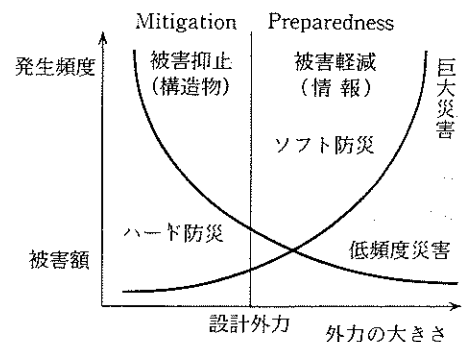 Mitigation Preparedness
発生頻度
被害抑止
(構造物)
被害軽減
(情 報)
巨大災害
ソフト防災
ハード防災
被害額
低頻度災害
設計外力
外力の大きさ